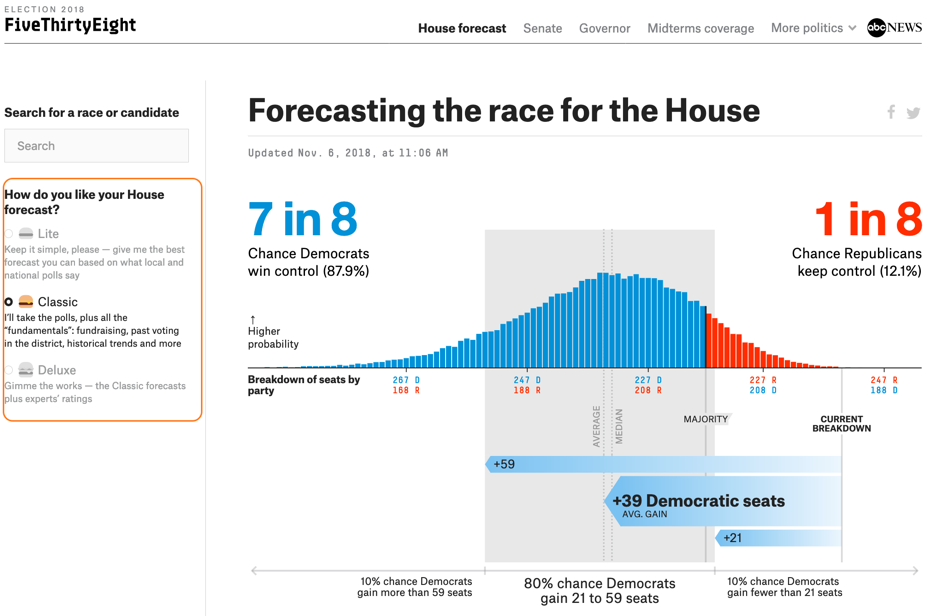 ELECTION 2018
FiveThirtyEight
House forecast Senate Governor Midterms coverage More politics abc NEWS
Search for a race or candidate
Search
How do you like your House
forecast?
Lite
Keep it simple, please — give me the best
forecast you can based on what local and
national polls say
Classic
I'll take the polls, plus all the
"fundamentals": fundraising, past voting
in the district, historical trends and more
Deluxe
Gimme the works — the Classic forecasts
plus experts' ratings
Forecasting the race for the House
Updated Nov. 6, 2018, at 11:06 AM
7 in 8
Chance Democrats
win control (87.9%)
1 in 8
Chance Republicans
keep control (12.1%)
↑
Higher
probability
Breakdown of seats by
party
267 D
168 R
247 D
188 R
227 D
208 R
227 R
208 D
247 R
188 D
AVERAGE
MEDIAN
MAJORITY
CURRENT
BREAKDOWN
+59
+39 Democratic seats
AVG. GAIN
+21
10% chance Democrats
gain more than 59 seats
80% chance Democrats
gain 21 to 59 seats
10% chance Democrats
gain fewer than 21 seats